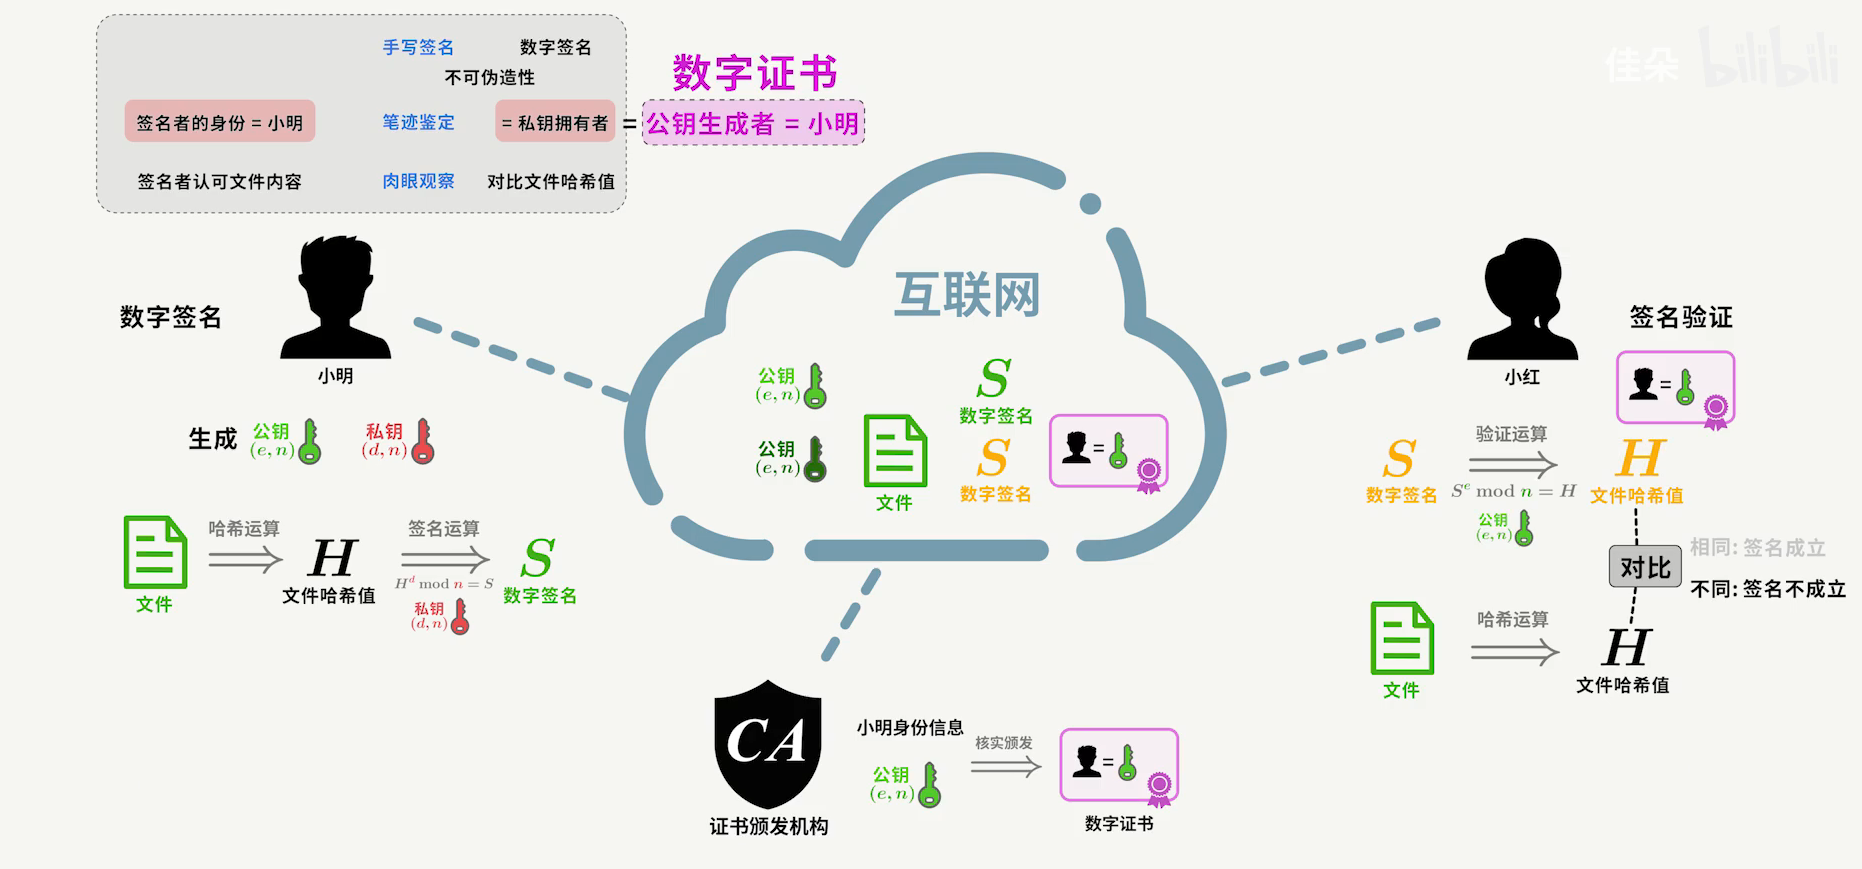 手写签名 数字签名
不可伪造性
签名者的身份 = 小明 笔迹鉴定 = 私钥拥有者
签名者认可文件内容 肉眼观察 对比文件哈希值
数字证书
= 公钥生成者 = 小明
佳朵 bilibili
互联网
数字签名
小明
生成 公钥 (e, n) 私钥 (d, n)
文件
哈希运算
H
文件哈希值
签名运算
H^d mod n = S
私钥
(d, n)
S
数字签名
公钥
(e, n)
公钥
(e, n)
文件
S
数字签名
S
数字签名
=
CA
证书颁发机构
小明身份信息
公钥
(e, n)
核实颁发
=
数字证书
小红
签名验证
=
S
数字签名
验证运算
S^e mod n = H
公钥
(e, n)
H
文件哈希值
对比
相同: 签名成立
不同: 签名不成立
文件
哈希运算
H
文件哈希值